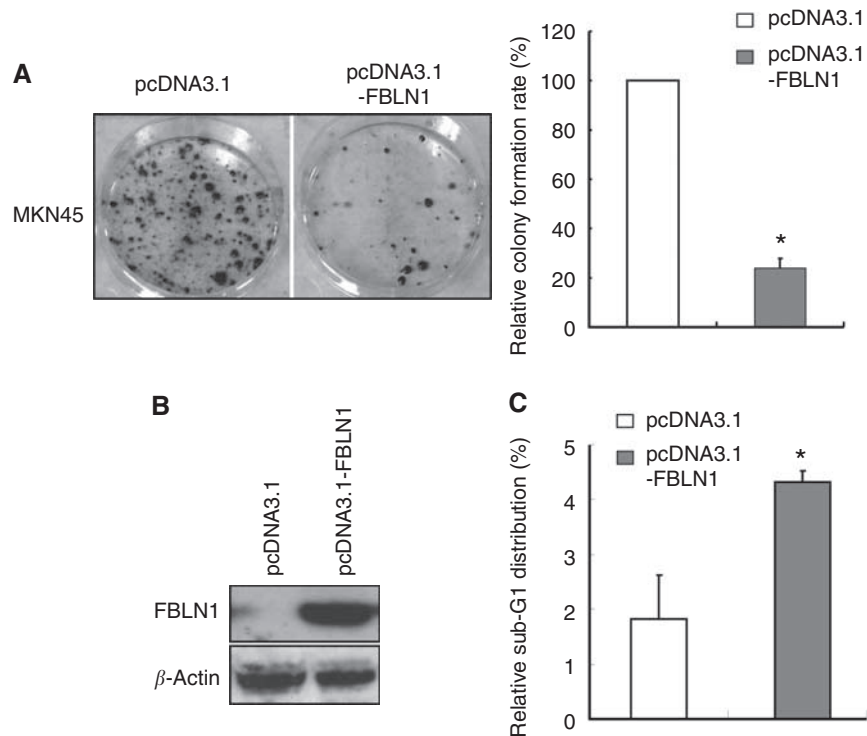 A
pcDNA3.1
pcDNA3.1
-FBLN1
MKN45
Relative colony formation rate (%)
120
100
80
60
40
20
0
*
pcDNA3.1
pcDNA3.1
-FBLN1
B
pcDNA3.1
pcDNA3.1-FBLN1
FBLN1
β-Actin
C
Relative sub-G1 distribution (%)
5
4
3
2
1
0
*
pcDNA3.1
pcDNA3.1
-FBLN1